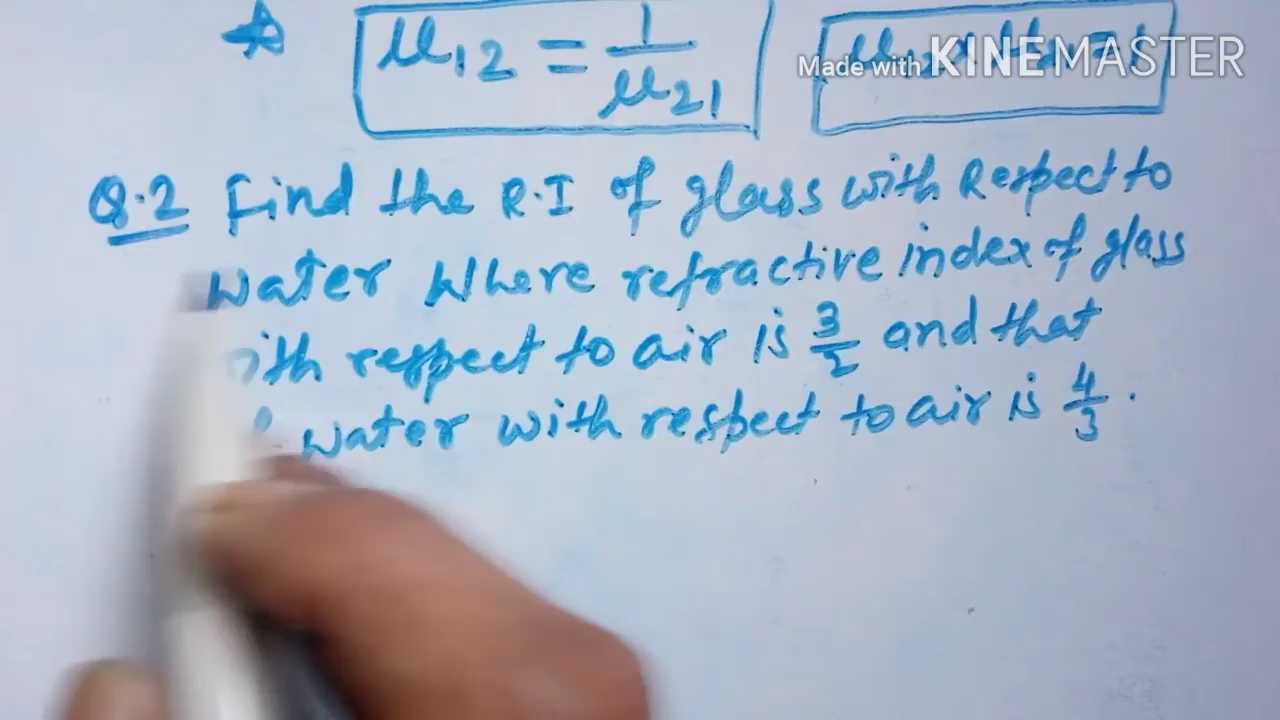 μ12 = 1/μ21
Made with KINEMASTER
Q.2 Find the R.I of glass with Respect to
water Where refractive index of glass
with respect to air is 3/2 and that
water with respect to air is 4/3.